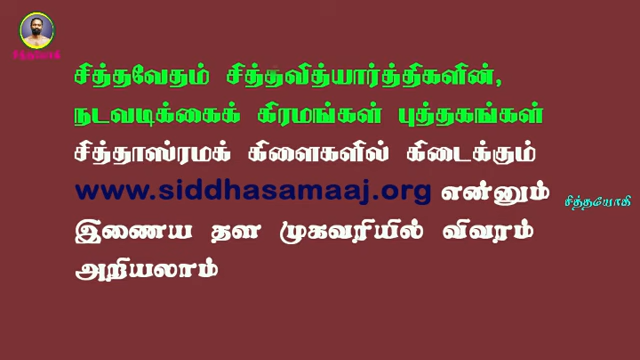 சித்தவேதம் சித்தவித்யார்த்திகளின்,
நடவடிக்கைக் கிரமங்கள் புத்தகங்கள்
சித்தாஸ்ரமக் கிளைகளில் கிடைக்கும்
www.siddhasamaaj.org என்னும்
சித்தயோகி
இணைய தள முகவரியில் விவரம்
அறியலாம்
சித்தயோகி